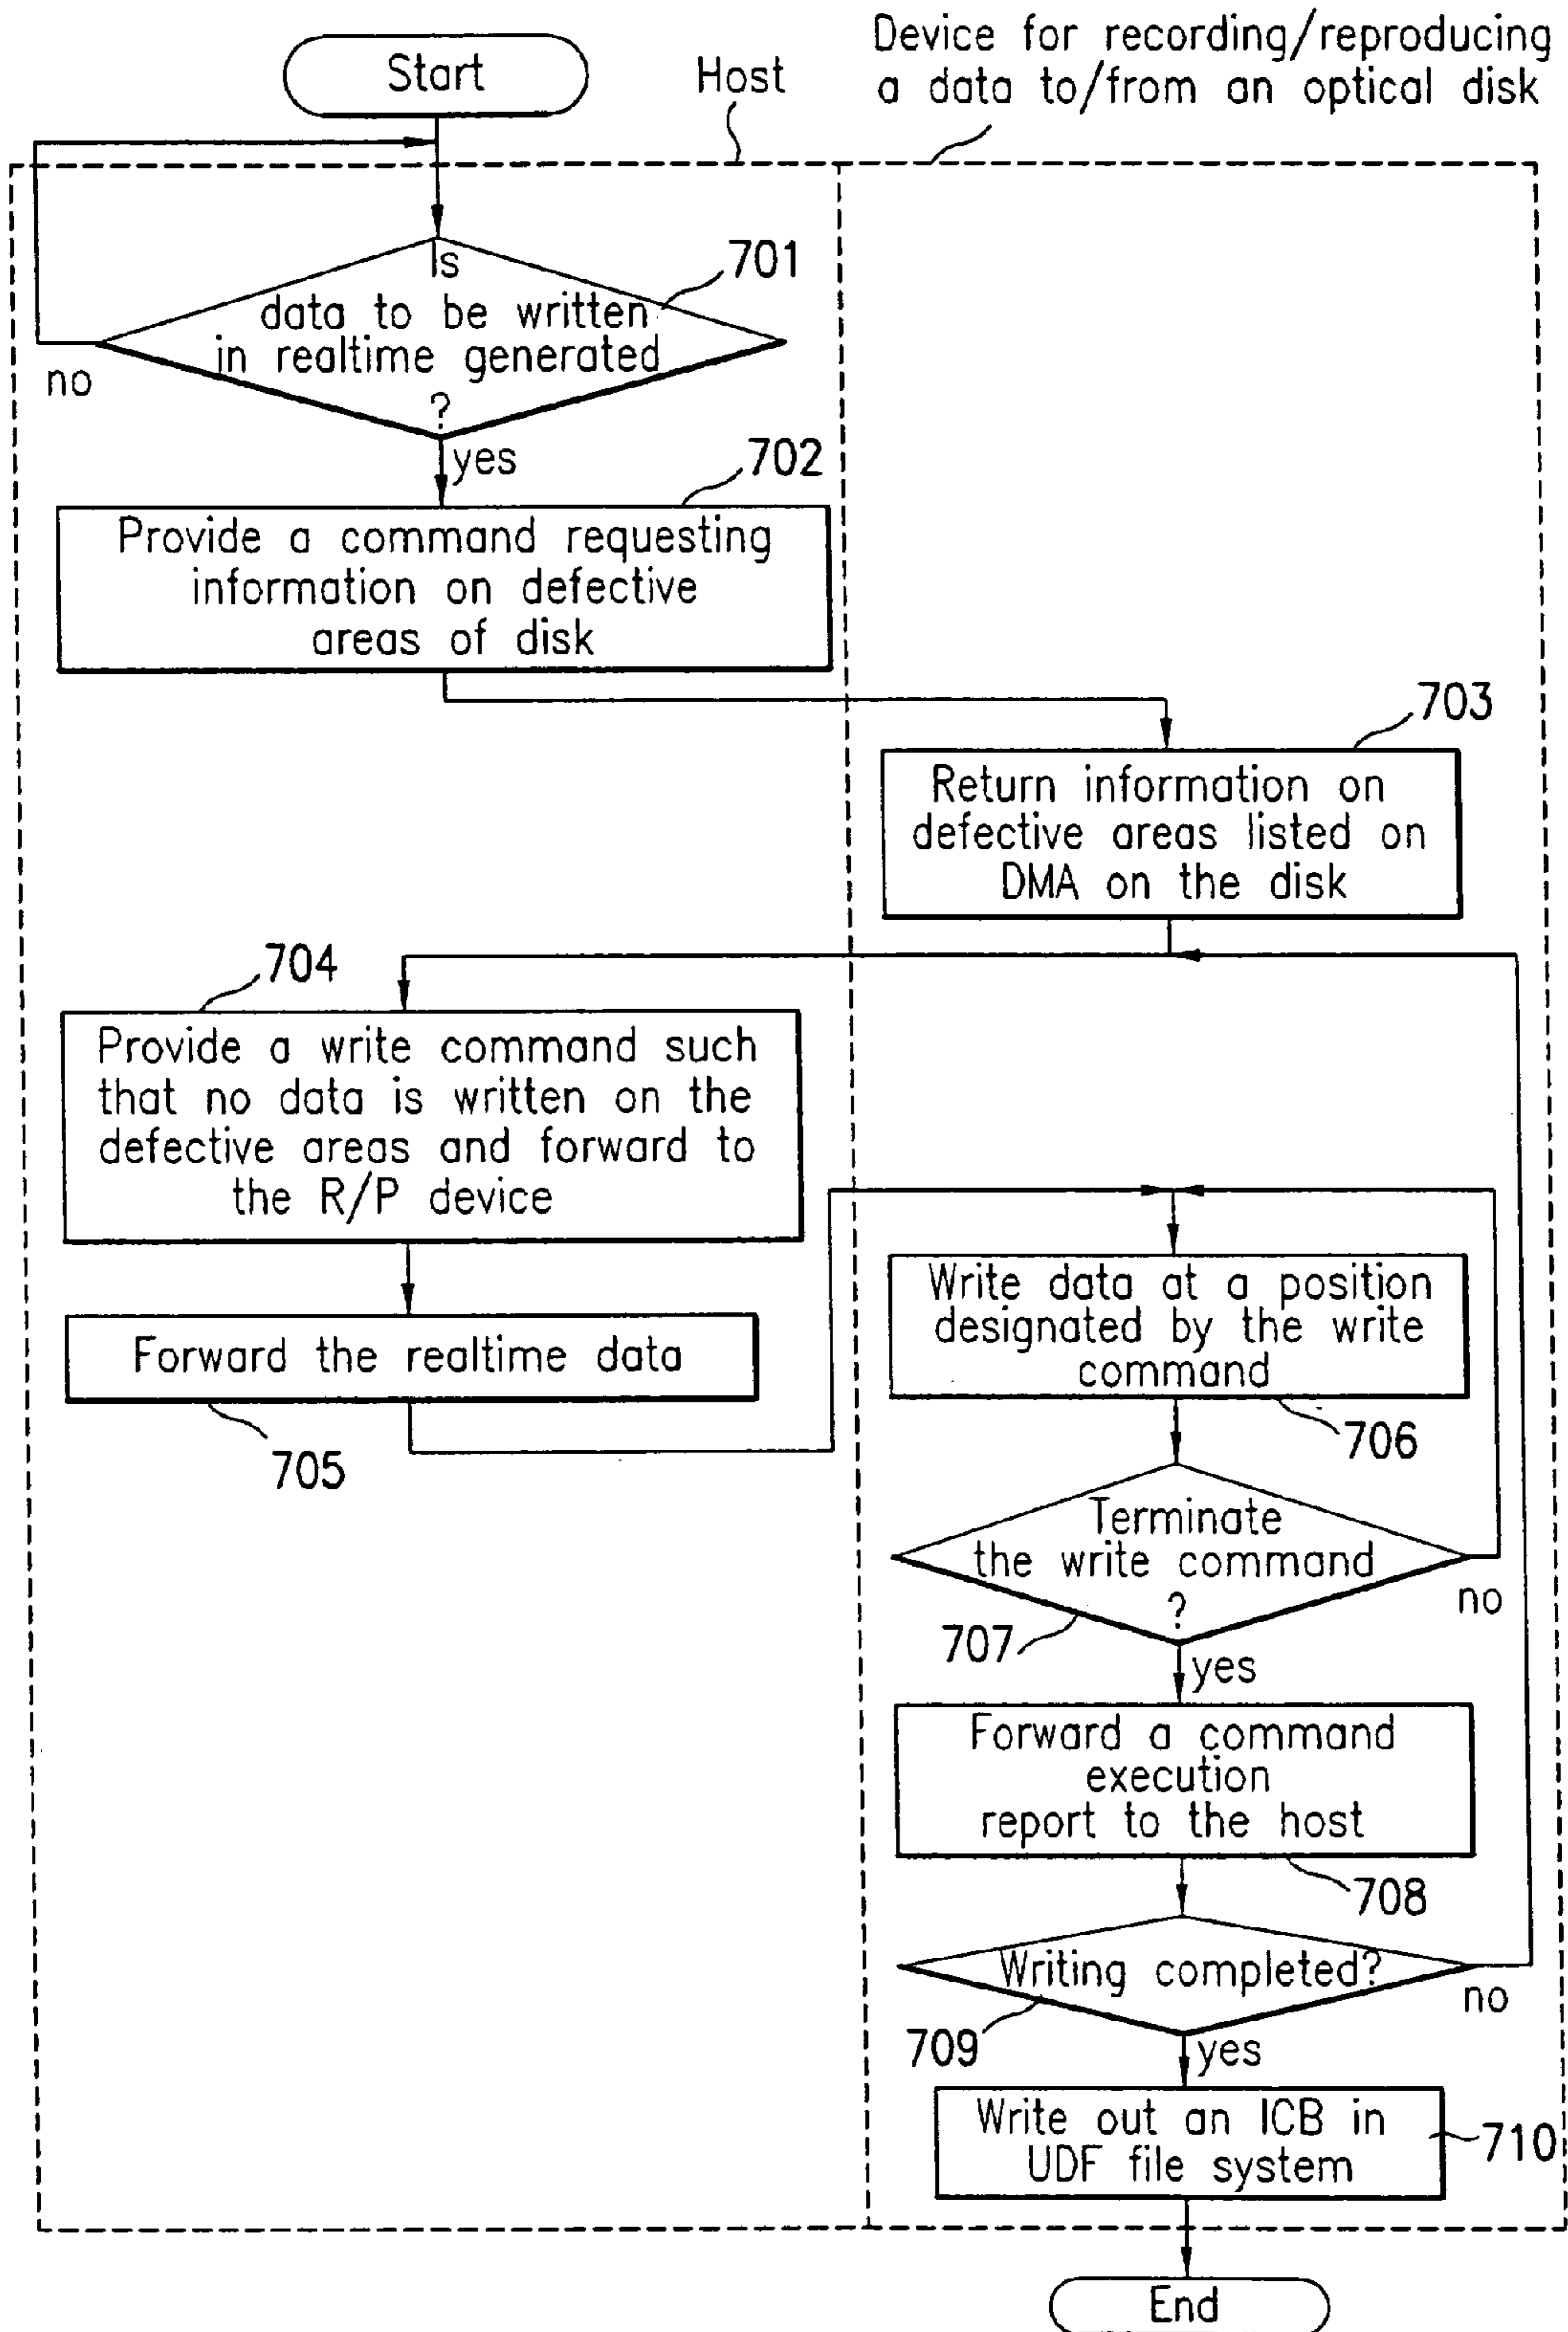 Start
Host
Device for recording/reproducing
a data to/from an optical disk
Is
data to be written
in realtime generated
?
701
no
yes
702
Provide a command requesting
information on defective
areas of disk
703
Return information on
defective areas listed on
DMA on the disk
704
Provide a write command such
that no data is written on the
defective areas and forward to
the R/P device
Forward the realtime data
705
Write data at a position
designated by the write
command
706
Terminate
the write command
?
no
707
yes
Forward a command
execution
report to the host
708
Writing completed?
no
709
yes
Write out an ICB in
UDF file system
710
End